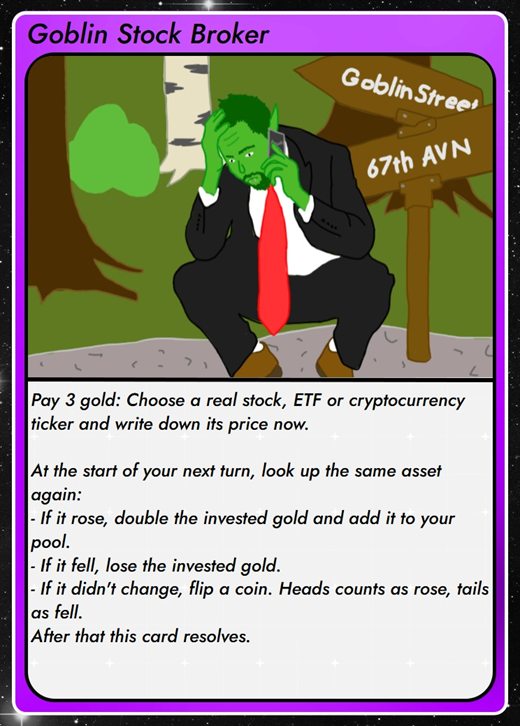 Goblin Stock Broker
Goblin Street
67th AVN
Pay 3 gold: Choose a real stock, ETF or cryptocurrency
ticker and write down its price now.
At the start of your next turn, look up the same asset
again:
- If it rose, double the invested gold and add it to your
pool.
- If it fell, lose the invested gold.
- If it didn't change, flip a coin. Heads counts as rose, tails
as fell.
After that this card resolves.